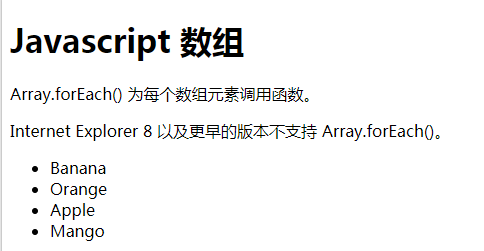 Javascript 数组
Array.forEach() 为每个数组元素调用函数。
Internet Explorer 8 以及更早的版本不支持 Array.forEach()。
Banana
Orange
Apple
Mango